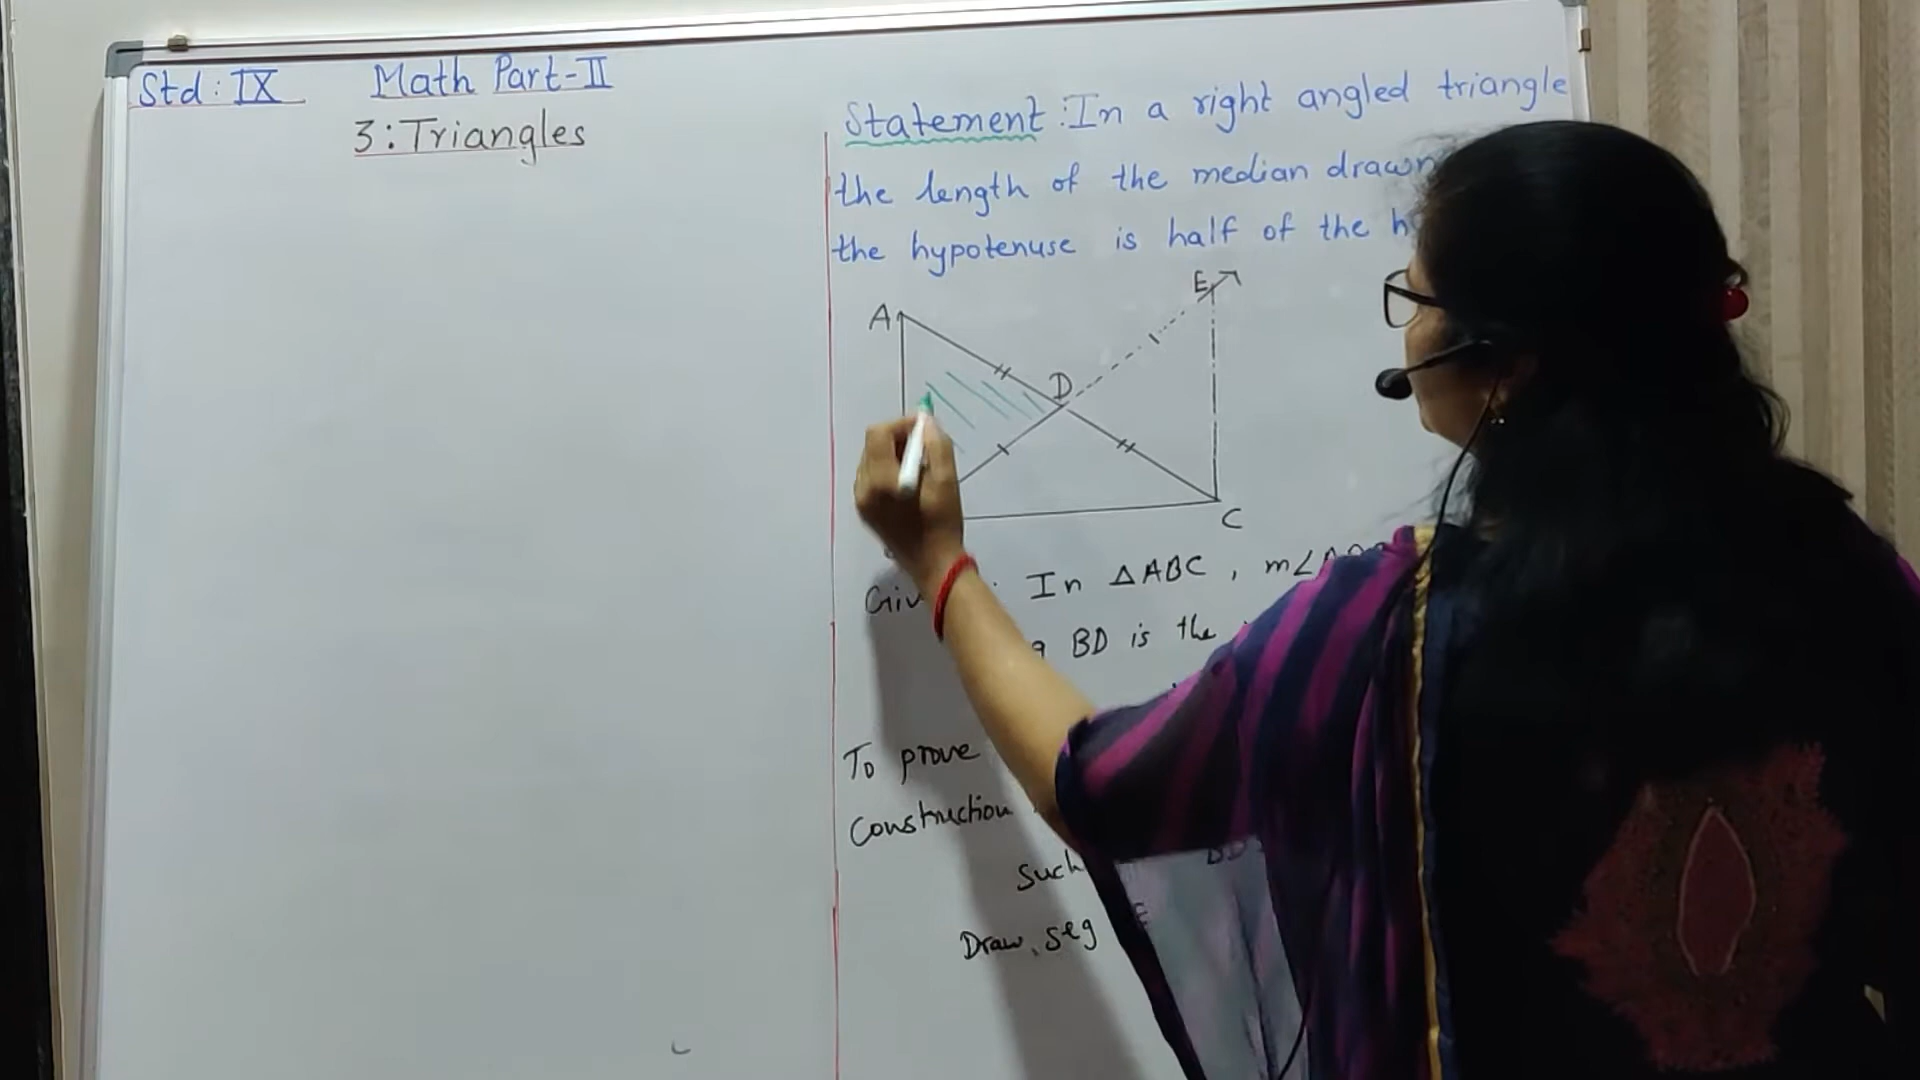 Std: IX Math Part-II
3: Triangles
Statement: In a right angled triangle
the length of the median drawn
the hypotenuse is half of the
E
A
D
C
In △ABC, m∠
BD is the
To prove
Construction
Such
Draw, seg